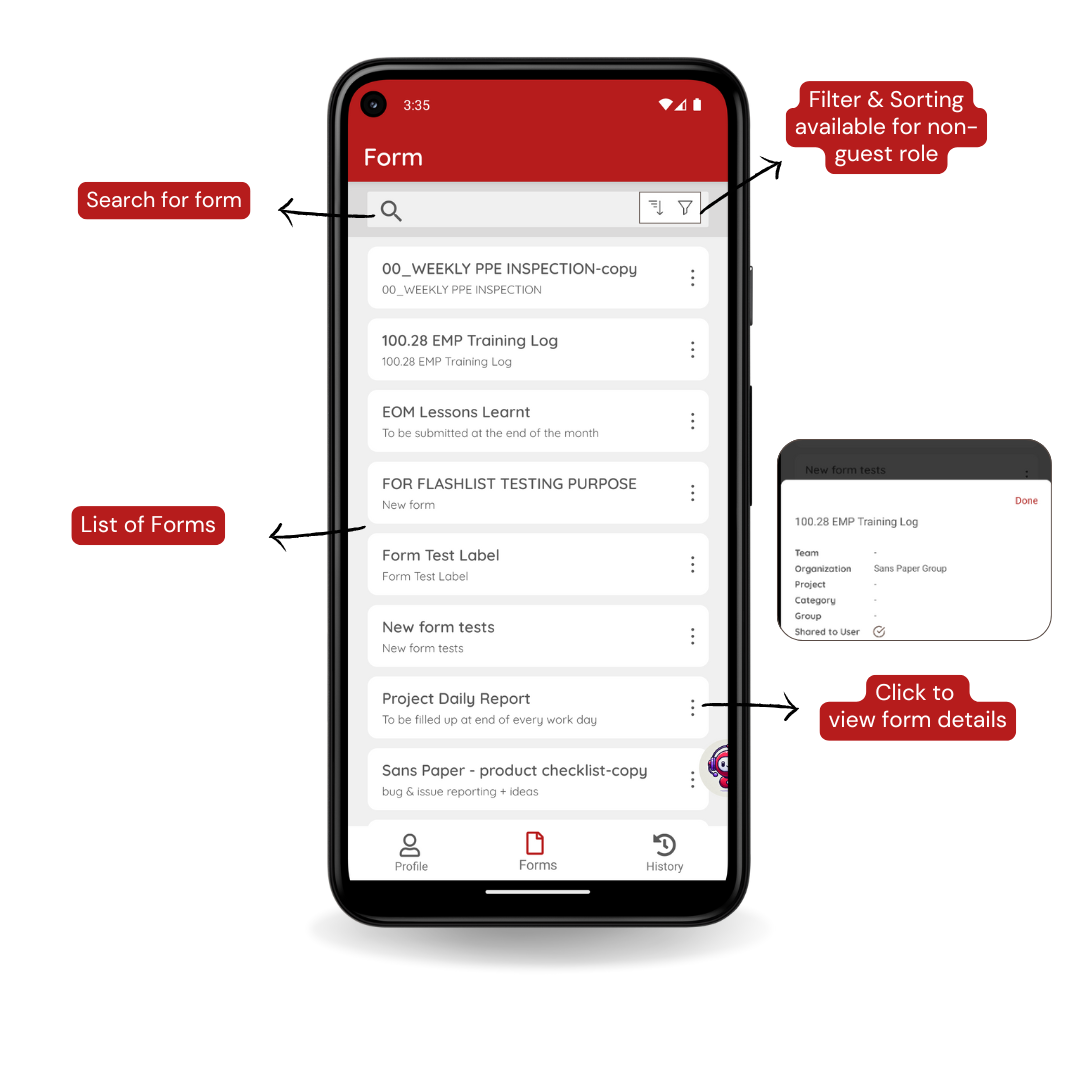 3:35
Form
Filter & Sorting
available for non-
guest role
Search for form
00_WEEKLY PPE INSPECTION-copy
00_WEEKLY PPE INSPECTION
100.28 EMP Training Log
100.28 EMP Training Log
EOM Lessons Learnt
To be submitted at the end of the month
FOR FLASHLIST TESTING PURPOSE
New form
List of Forms
Form Test Label
Form Test Label
New form tests
New form tests
Project Daily Report
To be filled up at end of every work day
Sans Paper - product checklist-copy
bug & issue reporting + ideas
Profile
Forms
History
New form tests
Done
100.28 EMP Training Log
Team -
Organization Sans Paper Group
Project -
Category -
Group -
Shared to User
Click to
view form details